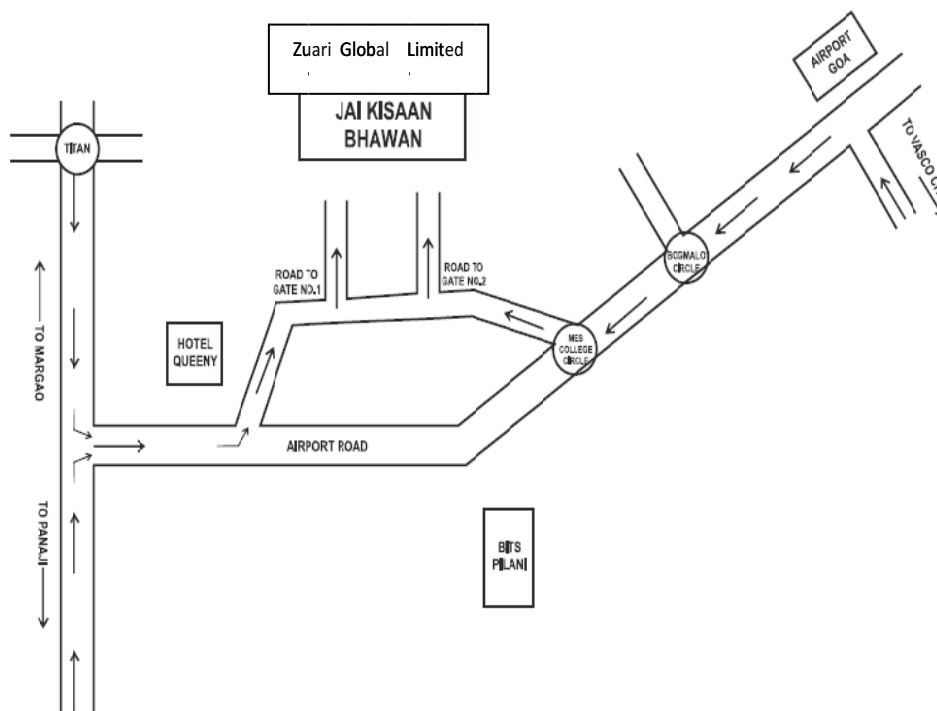 Zuari Global Limited
JAI KISAAN
BHAWAN
AIRPORT
GOA
TITAN
TO VASCO
BOGMALO
CIRCLE
ROAD TO
GATE NO.1
ROAD TO
GATE NO.2
MES
COLLEGE
CIRCLE
HOTEL
QUEENY
TO MARGAO
AIRPORT ROAD
TO PANAJI
BITS
PILANI